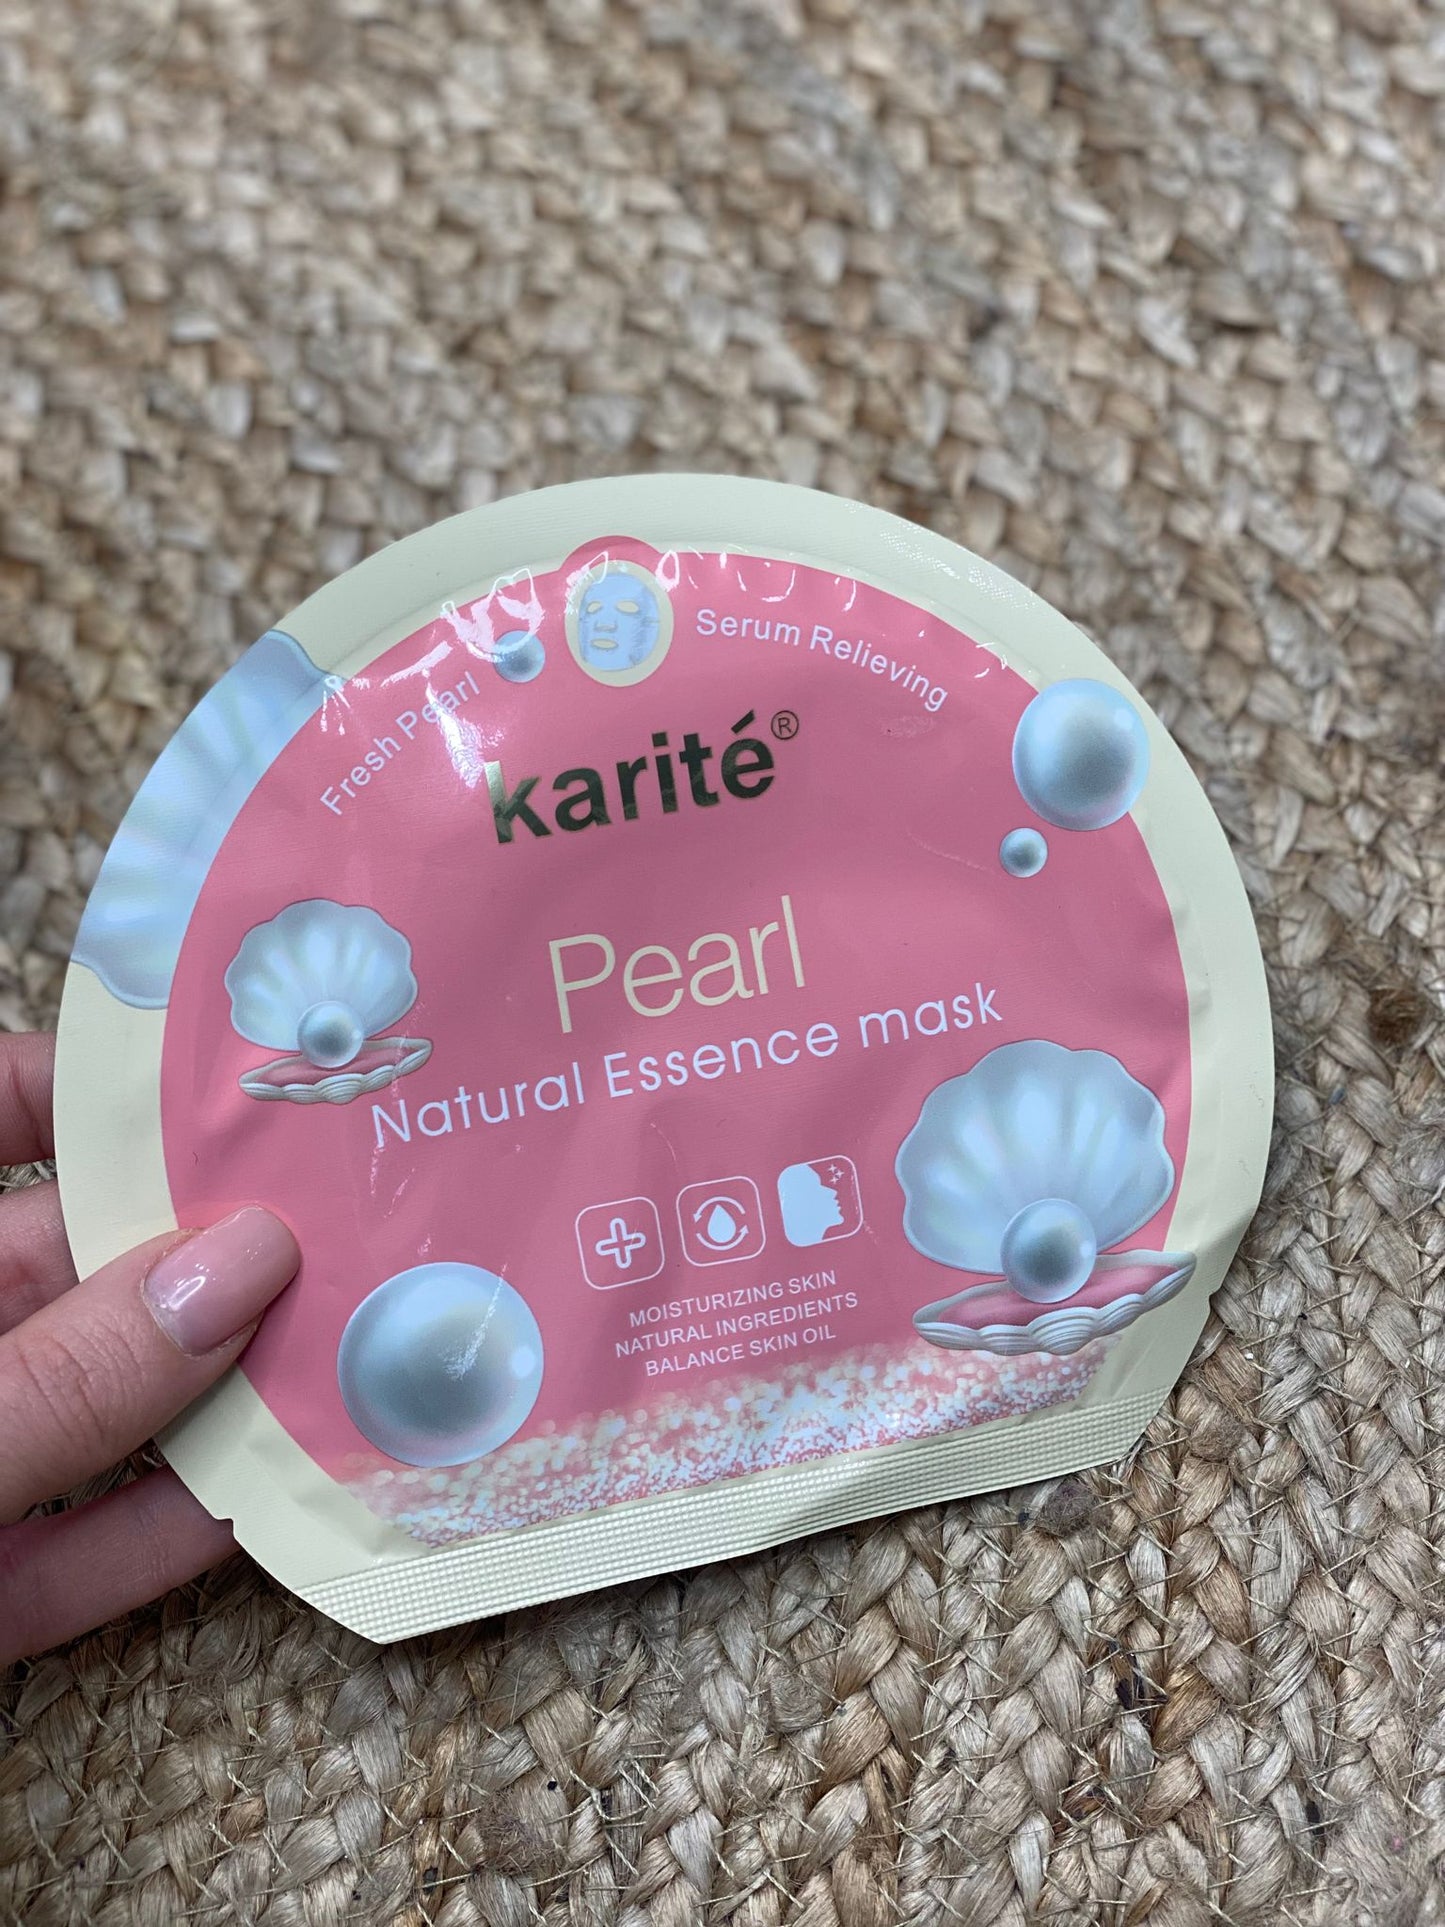 Fresh Pearl
Serum Relieving
karité®
Pearl
Natural Essence mask
MOISTURIZING SKIN
NATURAL INGREDIENTS
BALANCE SKIN OIL